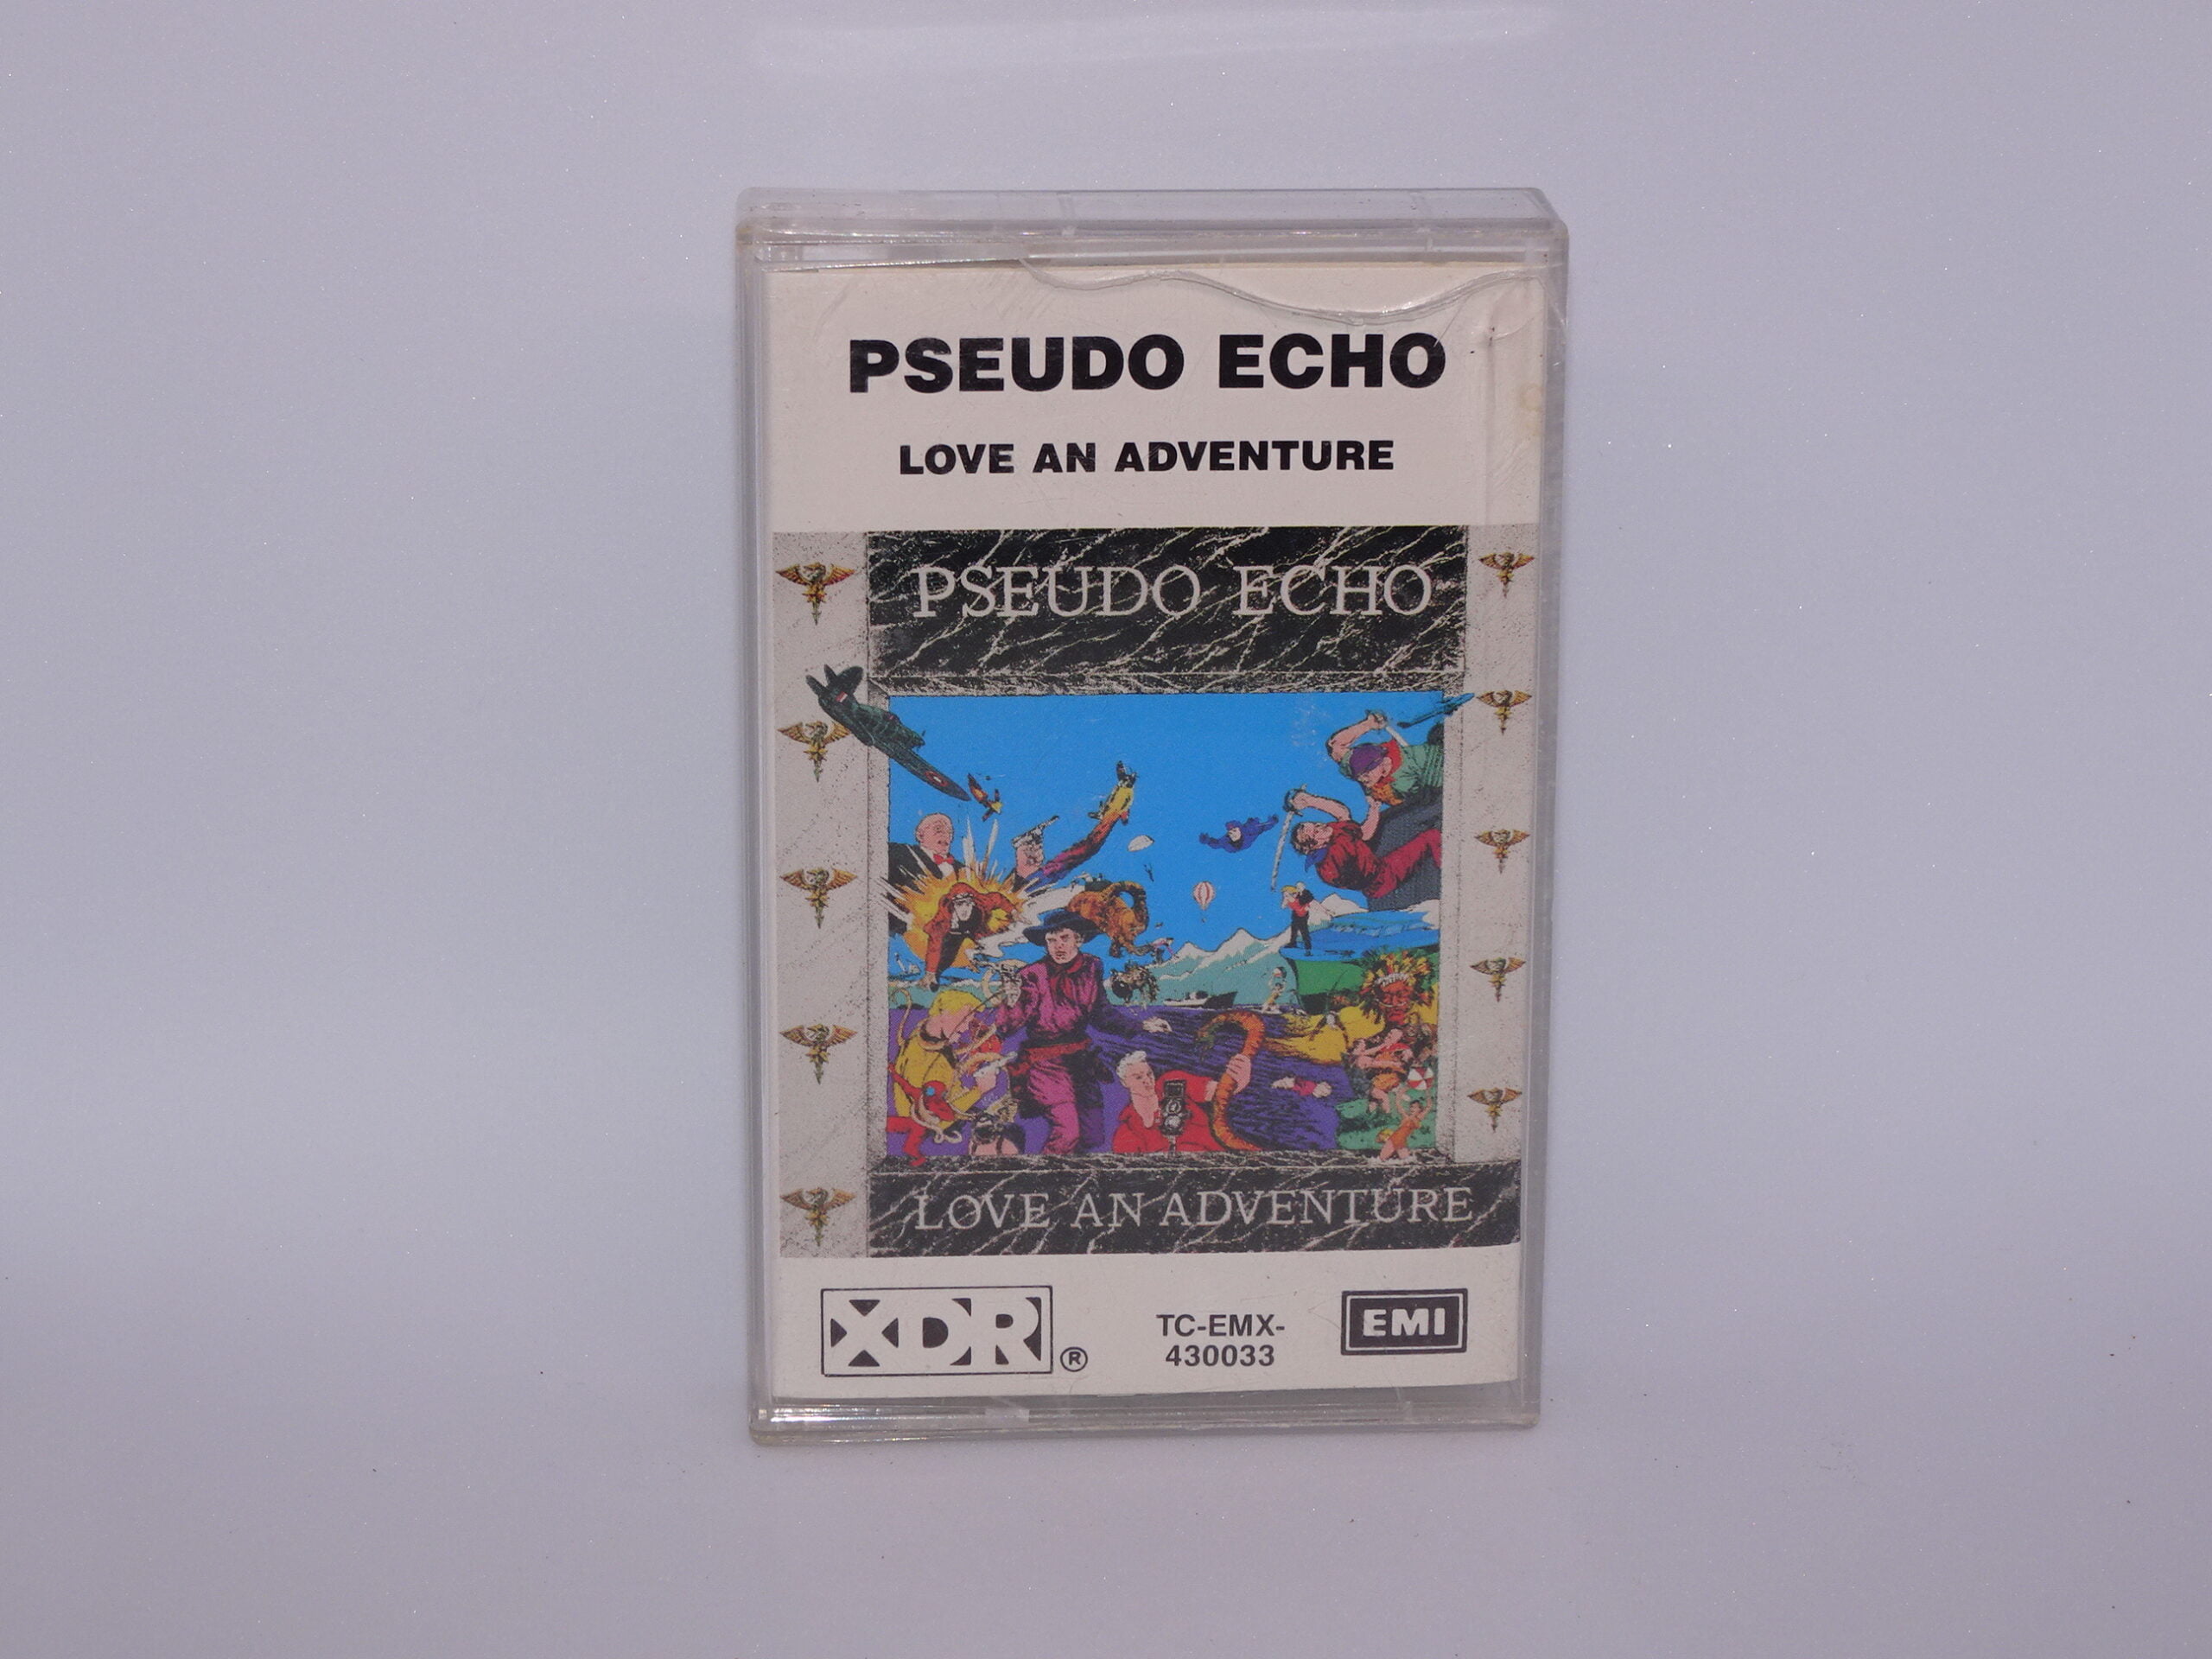 PSEUDO ECHO
LOVE AN ADVENTURE
PSEUDO ECHO
LOVE AN ADVENTURE
XDR®
TC-EMX-
430033
EMI